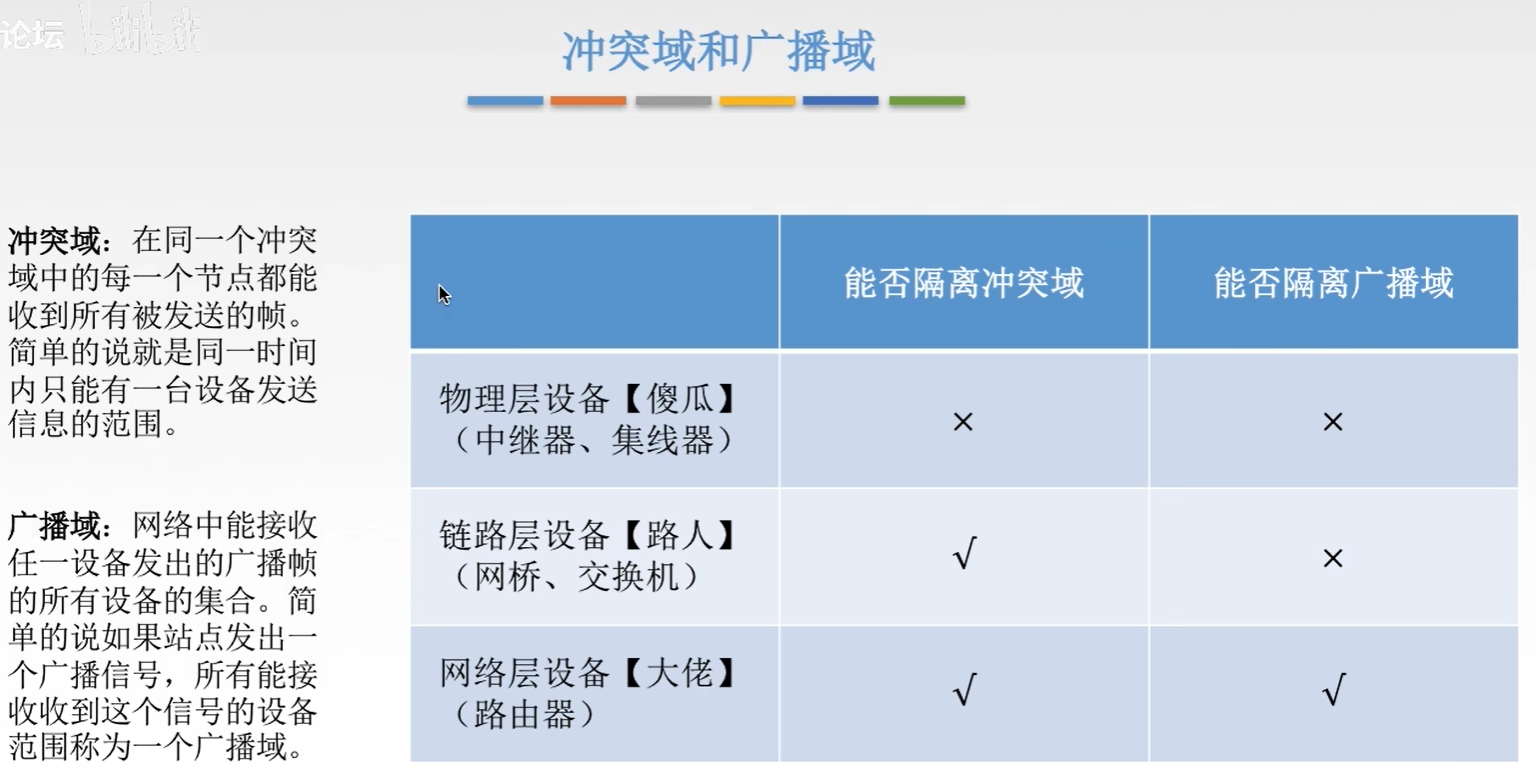 论坛 bilibili
冲突域和广播域
冲突域：在同一个冲突
域中的每一个节点都能
收到所有被发送的帧。
简单的说就是同一时间
内只能有一台设备发送
信息的范围。
广播域：网络中能接收
任一设备发出的广播帧
的所有设备的集合。简
单的说如果站点发出一
个广播信号，所有能接
收收到这个信号的设备
范围称为一个广播域。
能否隔离冲突域 能否隔离广播域
物理层设备【傻瓜】
（中继器、集线器） × ×
链路层设备【路人】
（网桥、交换机） √ ×
网络层设备【大佬】
（路由器） √ √